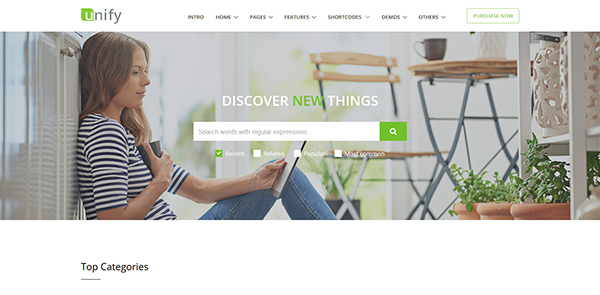 unify
INTRO HOME PAGES FEATURES SHORTCODES DEMOS OTHERS PURCHASE NOW
DISCOVER NEW THINGS
Search words with regular expressions...
Recent Related Popular Most common
Top Categories